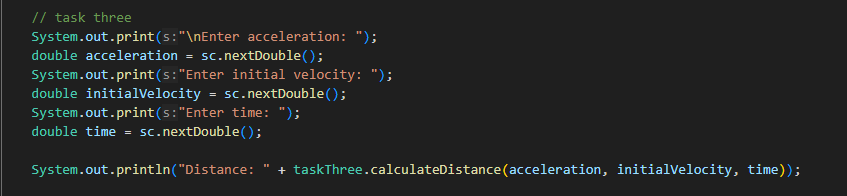 // task three
System.out.print(s:"\nEnter acceleration: ");
double acceleration = sc.nextDouble();
System.out.print(s:"Enter initial velocity: ");
double initialVelocity = sc.nextDouble();
System.out.print(s:"Enter time: ");
double time = sc.nextDouble();
System.out.println("Distance: " + taskThree.calculateDistance(acceleration, initialVelocity, time));